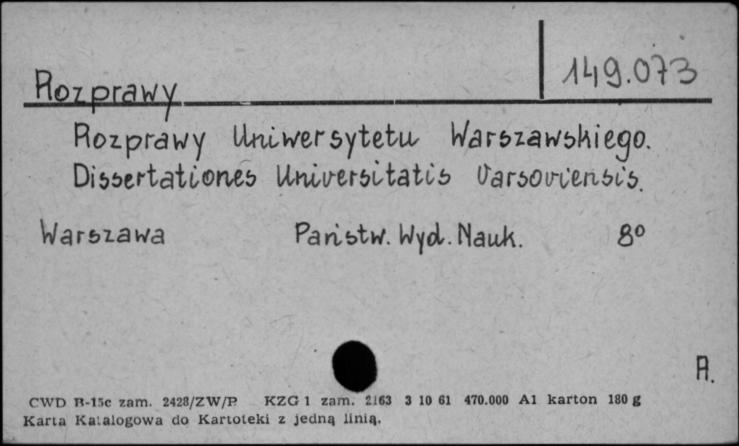 Rozprawy
149.073
Rozprawy Uniwersytetu Warszawskiego.
Dissertationes Universitatis Varsoviensis.
Warszawa Państw. Wyd. Nauk. 8º
R.
CWD B-15c zam. 2428/ZW/P KZG 1 zam. 2163 3 10 61 470.000 A1 karton 180 g
Karta Katalogowa do Kartoteki z jedną linią.